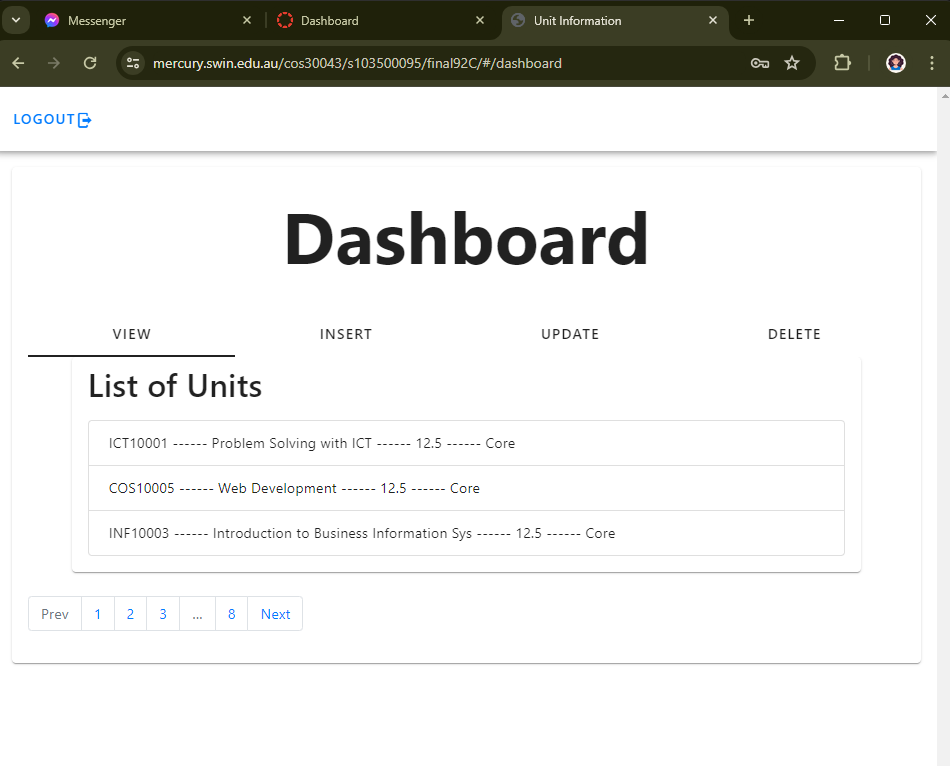 Messenger
Dashboard
Unit Information
mercury.swin.edu.au/cos30043/s103500095/final92C/#/dashboard
LOGOUT
Dashboard
VIEW INSERT UPDATE DELETE
List of Units
ICT10001 ------ Problem Solving with ICT ------ 12.5 ------ Core
COS10005 ------ Web Development ------ 12.5 ------ Core
INF10003 ------ Introduction to Business Information Sys ------ 12.5 ------ Core
Prev 1 2 3 … 8 Next